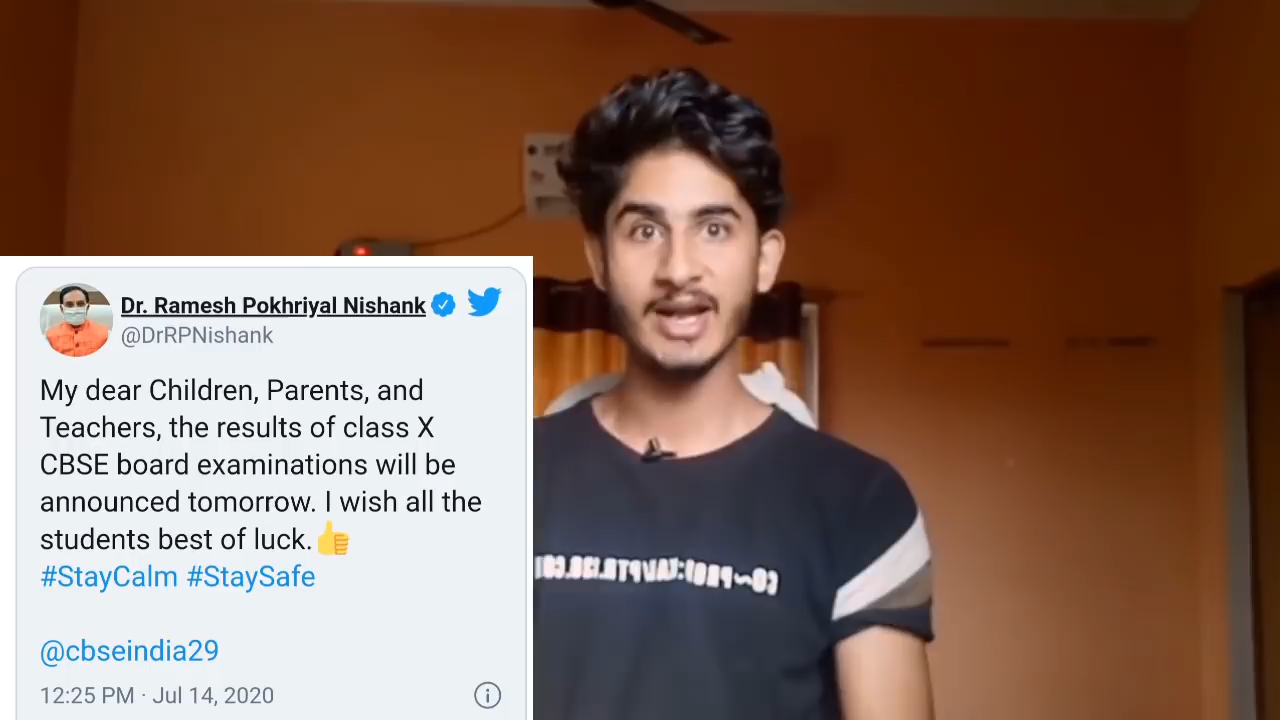 Dr. Ramesh Pokhriyal Nishank
@DrRPNishank
My dear Children, Parents, and
Teachers, the results of class X
CBSE board examinations will be
announced tomorrow. I wish all the
students best of luck.👍
#StayCalm #StaySafe
@cbseindia29
12:25 PM · Jul 14, 2020